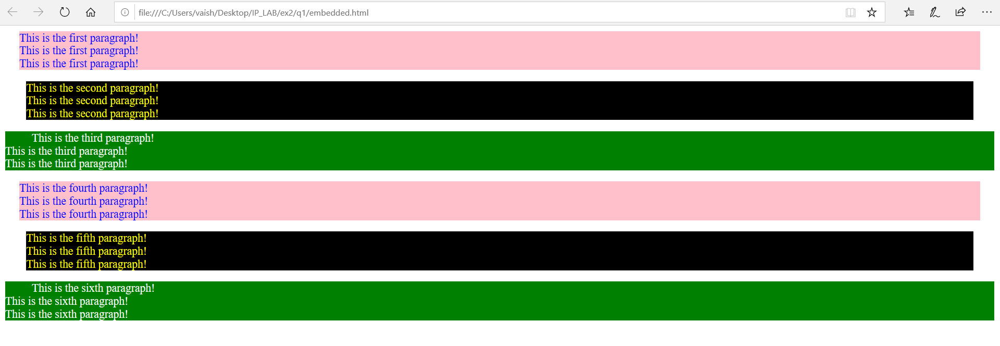 file:///C:/Users/vaish/Desktop/IP_LAB/ex2/q1/embedded.html
This is the first paragraph!
This is the first paragraph!
This is the first paragraph!
This is the second paragraph!
This is the second paragraph!
This is the second paragraph!
This is the third paragraph!
This is the third paragraph!
This is the third paragraph!
This is the fourth paragraph!
This is the fourth paragraph!
This is the fourth paragraph!
This is the fifth paragraph!
This is the fifth paragraph!
This is the fifth paragraph!
This is the sixth paragraph!
This is the sixth paragraph!
This is the sixth paragraph!